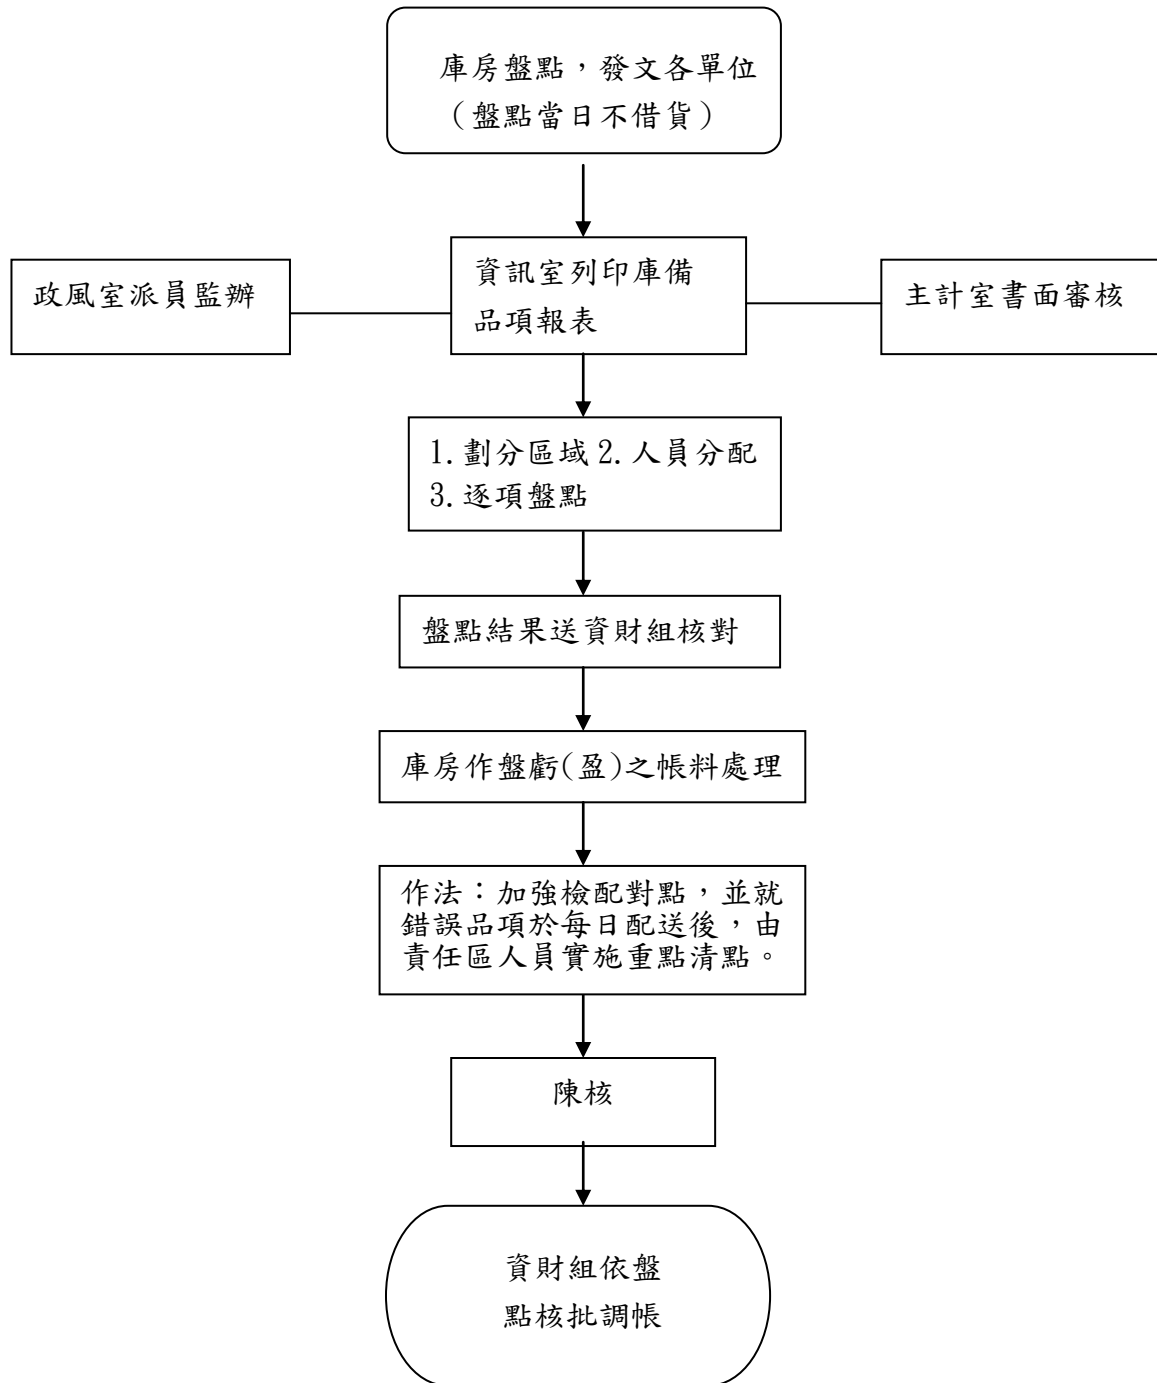 庫房盤點，發文各單位
（盤點當日不借貨）
政風室派員監辦
資訊室列印庫備
品項報表
主計室書面審核
1.劃分區域 2.人員分配
3.逐項盤點
盤點結果送資財組核對
庫房作盤虧(盈)之帳料處理
作法：加強檢配對點，並就
錯誤品項於每日配送後，由
責任區人員實施重點清點。
陳核
資財組依盤
點核批調帳